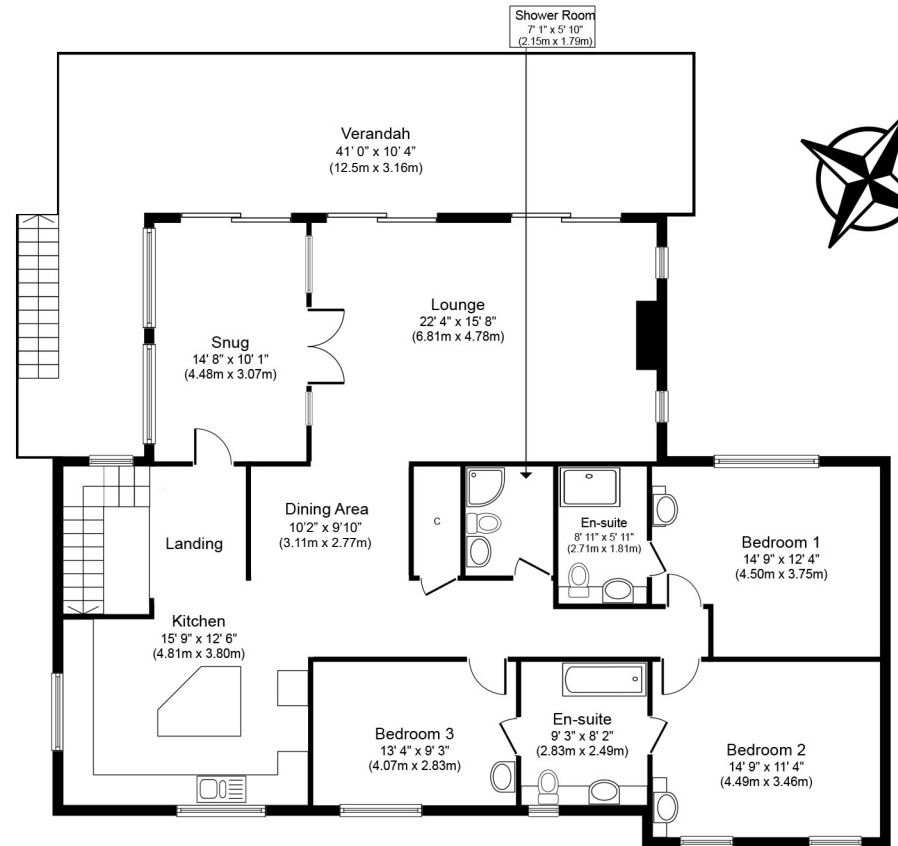 Shower Room
7' 1" x 5' 10"
(2.15m x 1.79m)
Verandah
41' 0" x 10' 4"
(12.5m x 3.16m)
Lounge
22' 4" x 15' 8"
(6.81m x 4.78m)
Snug
14' 8" x 10' 1"
(4.48m x 3.07m)
Dining Area
10'2" x 9'10"
(3.11m x 2.77m)
C
En-suite
8' 11" x 5' 11"
(2.71m x 1.81m)
Bedroom 1
14' 9" x 12' 4"
(4.50m x 3.75m)
Landing
Kitchen
15' 9" x 12' 6"
(4.81m x 3.80m)
Bedroom 3
13' 4" x 9' 3"
(4.07m x 2.83m)
En-suite
9' 3" x 8' 2"
(2.83m x 2.49m)
Bedroom 2
14' 9" x 11' 4"
(4.49m x 3.46m)